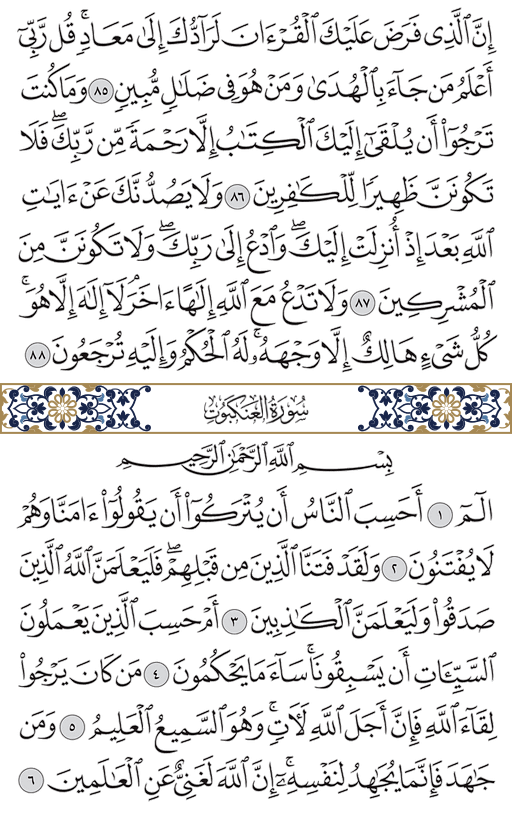 إِنَّ ٱلَّذِى فَرَضَ عَلَيْكَ ٱلْقُرْءَانَ لَرَآدُّكَ إِلَىٰ مَعَادٍ ۚ قُل رَّبِّىٓ
أَعْلَمُ مَن جَآءَ بِٱلْهُدَىٰ وَمَنْ هُوَ فِى ضَلَٰلٍ مُّبِينٍ ٨٥ وَمَا كُنتَ
تَرْجُوٓا۟ أَن يُلْقَىٰٓ إِلَيْكَ ٱلْكِتَٰبُ إِلَّا رَحْمَةً مِّن رَّبِّكَ ۖ فَلَا
تَكُونَنَّ ظَهِيرًا لِّلْكَٰفِرِينَ ٨٦ وَلَا يَصُدُّنَّكَ عَنْ ءَايَٰتِ
ٱللَّهِ بَعْدَ إِذْ أُنزِلَتْ إِلَيْكَ ۖ وَٱدْعُ إِلَىٰ رَبِّكَ ۖ وَلَا تَكُونَنَّ مِنَ
ٱلْمُشْرِكِينَ ٨٧ وَلَا تَدْعُ مَعَ ٱللَّهِ إِلَٰهًا ءَاخَرَ ۘ لَآ إِلَٰهَ إِلَّا هُوَ ۚ
كُلُّ شَىْءٍ هَالِكٌ إِلَّا وَجْهَهُۥ ۚ لَهُ ٱلْحُكْمُ وَإِلَيْهِ تُرْجَعُونَ ٨٨
سُورَةُ العَنكَبُوتِ
بِسْمِ ٱللَّهِ ٱلرَّحْمَٰنِ ٱلرَّحِيمِ
الٓمٓ ١ أَحَسِبَ ٱلنَّاسُ أَن يُتْرَكُوٓا۟ أَن يَقُولُوٓا۟ ءَامَنَّا وَهُمْ
لَا يُفْتَنُونَ ٢ وَلَقَدْ فَتَنَّا ٱلَّذِينَ مِن قَبْلِهِمْ ۖ فَلَيَعْلَمَنَّ ٱللَّهُ ٱلَّذِينَ
صَدَقُوا۟ وَلَيَعْلَمَنَّ ٱلْكَٰذِبِينَ ٣ أَمْ حَسِبَ ٱلَّذِينَ يَعْمَلُونَ
ٱلسَّيِّـَٔاتِ أَن يَسْبِقُونَا ۚ سَآءَ مَا يَحْكُمُونَ ٤ مَن كَانَ يَرْجُوا۟
لِقَآءَ ٱللَّهِ فَإِنَّ أَجَلَ ٱللَّهِ لَـَٔاتٍ ۚ وَهُوَ ٱلسَّمِيعُ ٱلْعَلِيمُ ٥ وَمَن
جَٰهَدَ فَإِنَّمَا يُجَٰهِدُ لِنَفْسِهِۦٓ ۚ إِنَّ ٱللَّهَ لَغَنِىٌّ عَنِ ٱلْعَٰلَمِينَ ٦